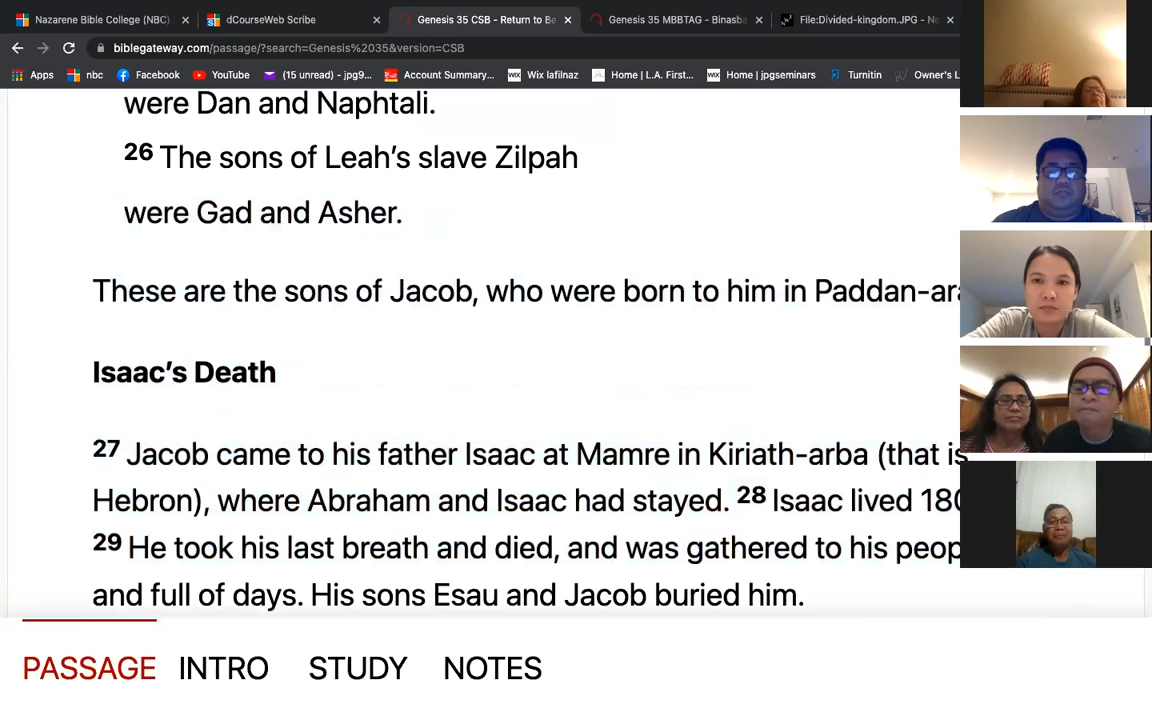 Nazarene Bible College (NBC)
dCourseWeb Scribe
Genesis 35 CSB - Return to Be
Genesis 35 MBBTAG - Binasba
File:Divided-kingdom.JPG - Ne
biblegateway.com/passage/?search=Genesis%2035&version=CSB
Apps nbc Facebook YouTube (15 unread) - jpg9... Account Summary... Wix lafilnaz Home | L.A. First... Home | jpgseminars Turnitin Owner's L
were Dan and Naphtali.
26 The sons of Leah’s slave Zilpah
were Gad and Asher.
These are the sons of Jacob, who were born to him in Paddan-ara
Isaac’s Death
27 Jacob came to his father Isaac at Mamre in Kiriath-arba (that is
Hebron), where Abraham and Isaac had stayed. 28 Isaac lived 180
29 He took his last breath and died, and was gathered to his peop
and full of days. His sons Esau and Jacob buried him.
PASSAGE INTRO STUDY NOTES